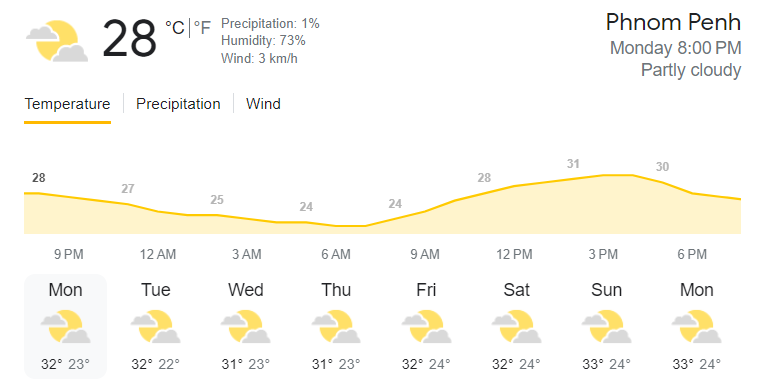 28 °C | °F
Precipitation: 1%
Humidity: 73%
Wind: 3 km/h
Phnom Penh
Monday 8:00 PM
Partly cloudy
Temperature | Precipitation | Wind
28 27 25 24 24 28 31 30
9 PM 12 AM 3 AM 6 AM 9 AM 12 PM 3 PM 6 PM
Mon Tue Wed Thu Fri Sat Sun Mon
32° 23° 32° 22° 31° 23° 31° 23° 32° 24° 32° 24° 33° 24° 33° 24°